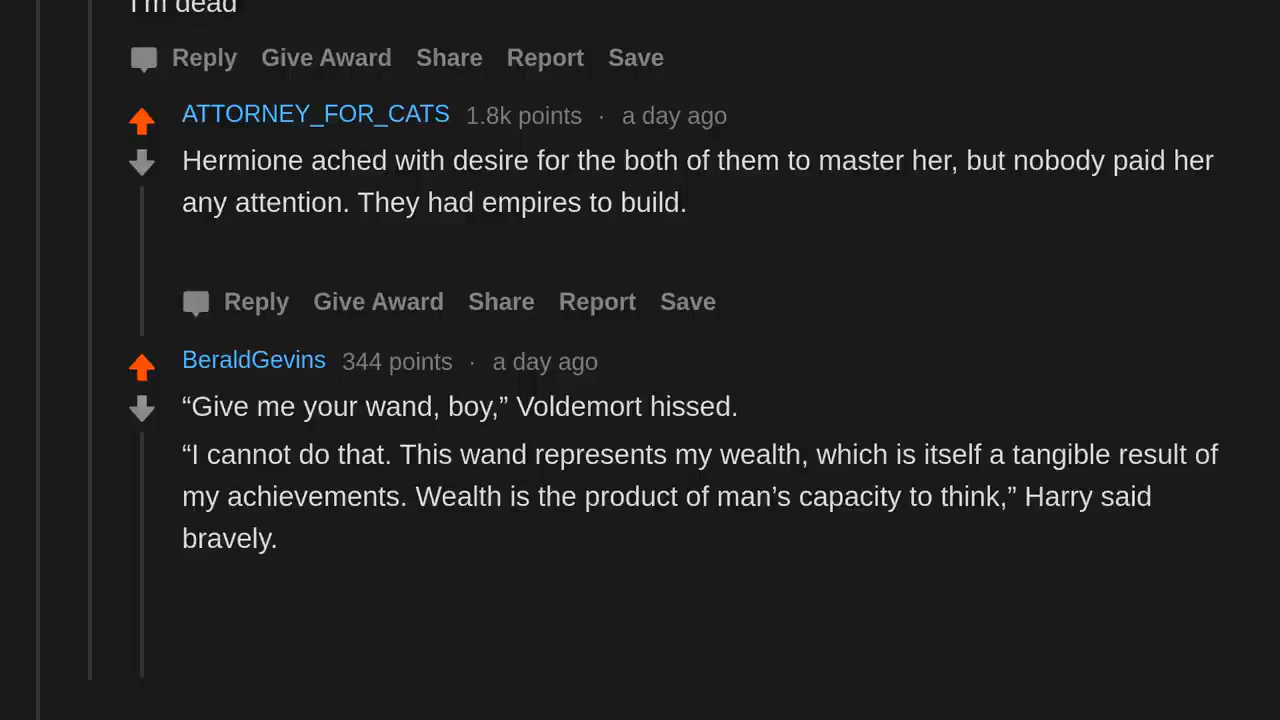 I'm dead
Reply Give Award Share Report Save
ATTORNEY_FOR_CATS 1.8k points · a day ago
Hermione ached with desire for the both of them to master her, but nobody paid her
any attention. They had empires to build.
Reply Give Award Share Report Save
BeraldGevins 344 points · a day ago
“Give me your wand, boy,” Voldemort hissed.
“I cannot do that. This wand represents my wealth, which is itself a tangible result of
my achievements. Wealth is the product of man’s capacity to think,” Harry said
bravely.